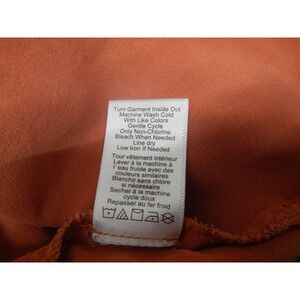 Turn Garment Inside Out
Machine Wash Cold
With Like Colors
Gentle Cycle
Only Non-Chlorine
Bleach When Needed
Line dry
Low Iron If Needed
Tour vêtement intérieur
Laver à la machine à
l' eau froide avec des
couleurs similaires
Blanchir sans chlore
si nécessaire
Secher à la machine
cycle doux
Repasser au fer froid